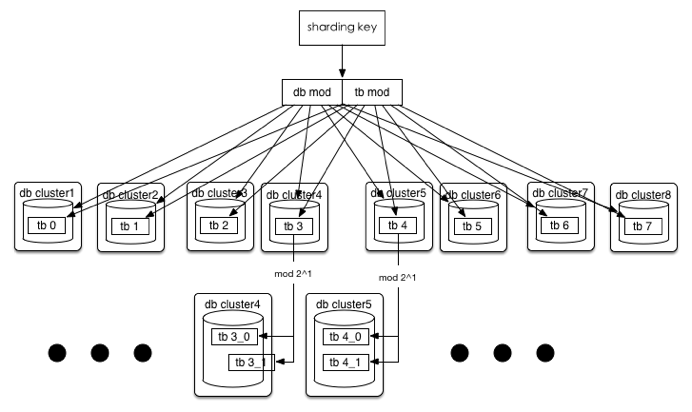 sharding key
db mod tb mod
db cluster1 db cluster2 db cluster3 db cluster4 db cluster5 db cluster6 db cluster7 db cluster8
tb 0 tb 1 tb 2 tb 3 tb 4 tb 5 tb 6 tb 7
mod 2^1 mod 2^1
db cluster4 db cluster5
tb 3_0 tb 4_0
tb 3_1 tb 4_1